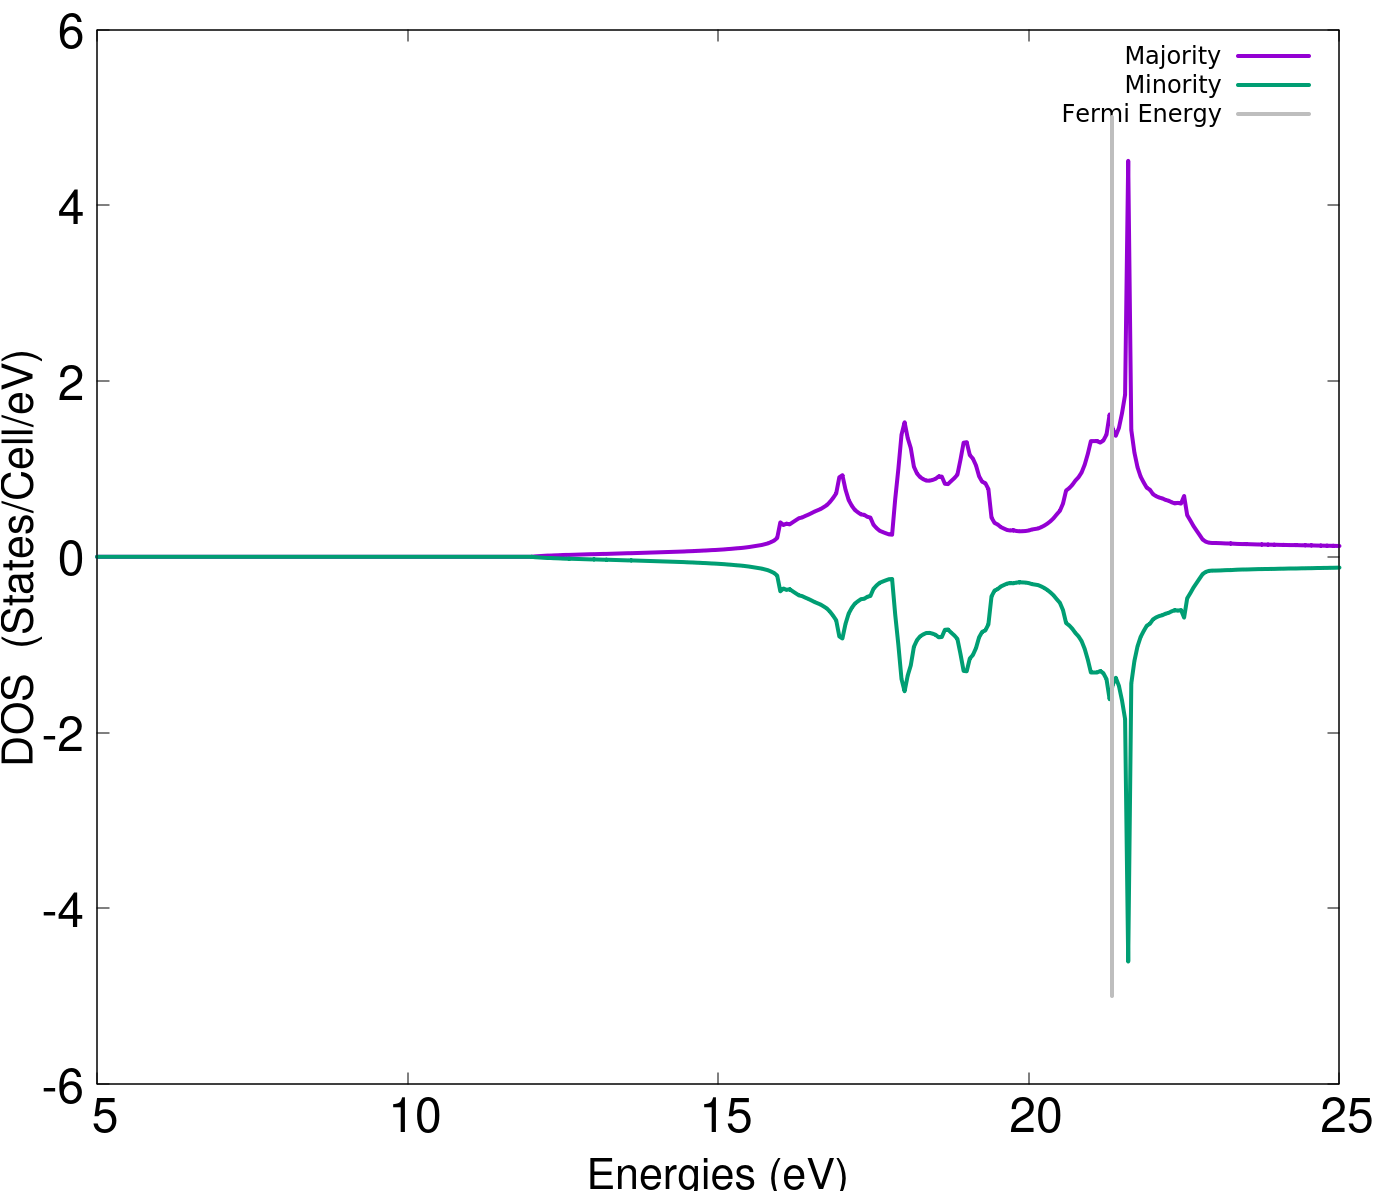 6
Majority
Minority
Fermi Energy
4
2
0
-2
-4
-6
DOS (States/Cell/eV)
5 10 15 20 25
Energies (eV)